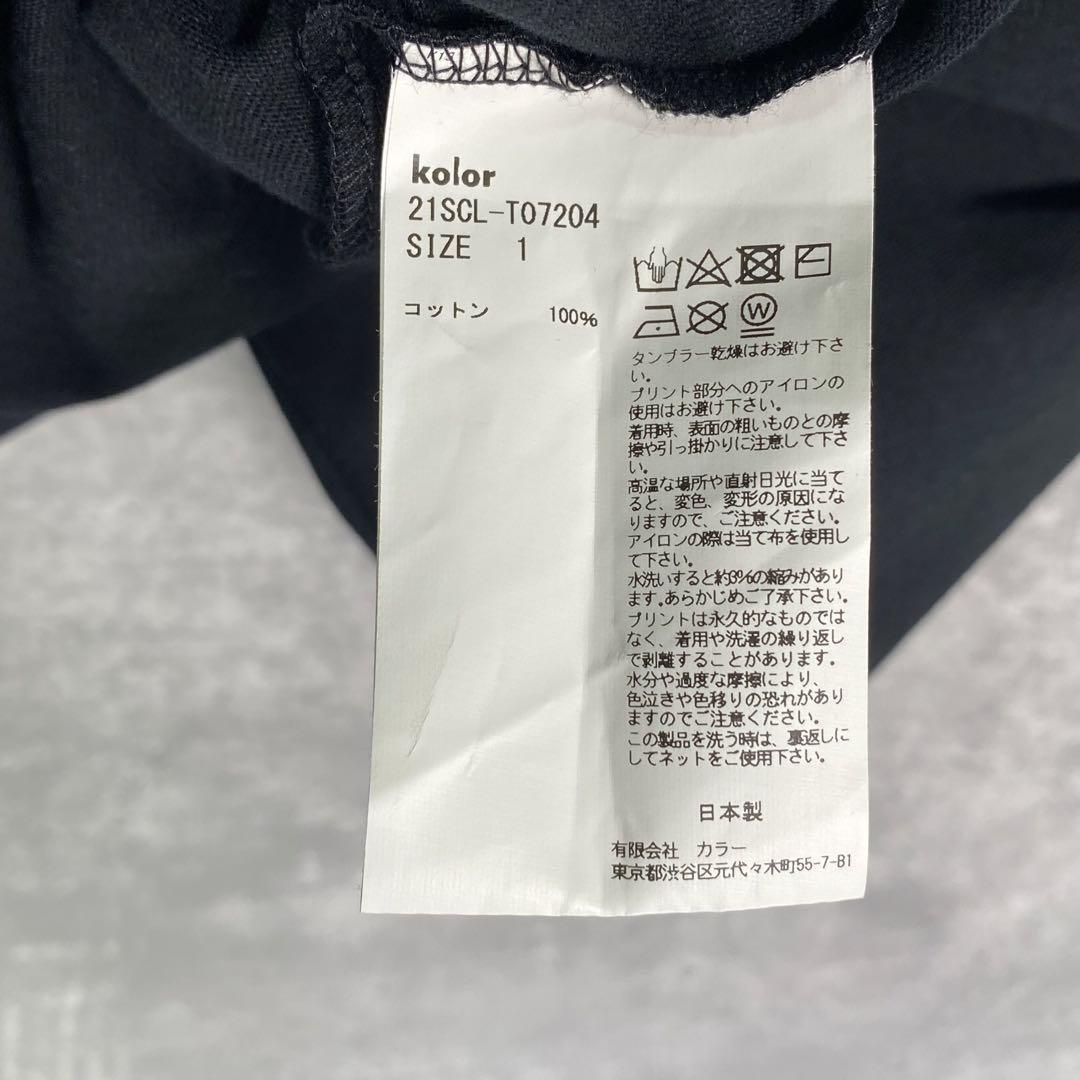 kolor
21SCL-T07204
SIZE 1
コットン 100%
W
タンブラー乾燥はお避け下さ
い。
プリント部分へのアイロンの
使用はお避け下さい。
着用時、表面の粗いものとの摩
擦や引っ掛かりに注意して下さ
い。
高温な場所や直射日光に当て
ると、変色、変形の原因にな
りますので、ご注意ください。
アイロンの際は当て布を使用し
て下さい。
水洗いすると約3%の縮みがあり
ます。あらかじめご了承下さい。
プリントは永久的なものでは
なく、着用や洗濯の繰り返し
で剥離することがあります。
水分や過度な摩擦により、
色泣きや色移りの恐れがあり
ますのでご注意ください。
この製品を洗う時は、裏返しに
してネットをご使用下さい。
日本製
有限会社 カラー
東京都渋谷区元代々木町55-7-B1